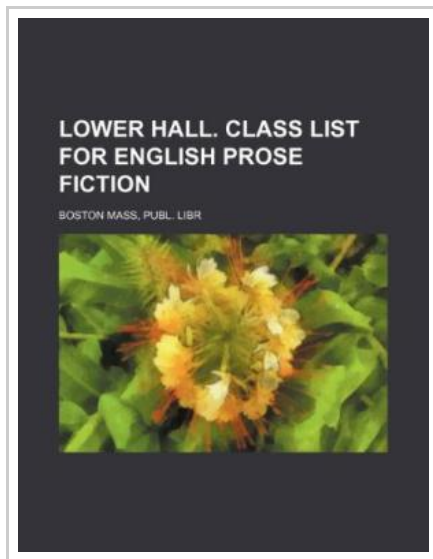 LOWER HALL. CLASS LIST
FOR ENGLISH PROSE
FICTION
BOSTON MASS, PUBL. LIBR